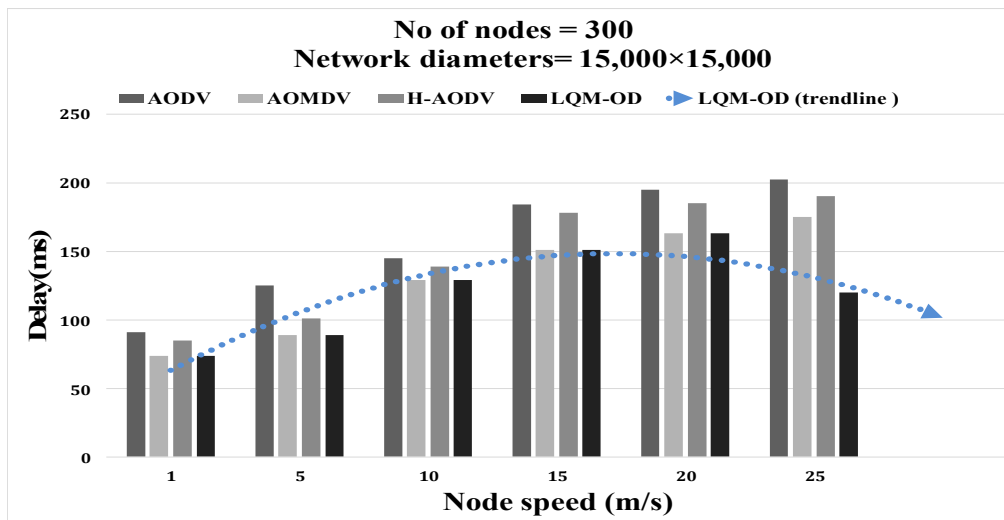 No of nodes = 300
Network diameters= 15,000×15,000
AODV AOMDV H-AODV LQM-OD LQM-OD (trendline )
250
200
150
100
50
0
Delay(ms)
1 5 10 15 20 25
Node speed (m/s)